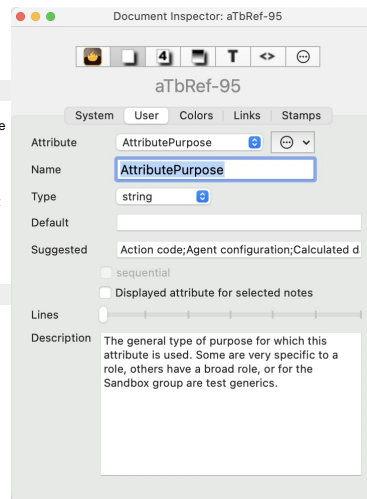 Document Inspector: aTbRef-95
4 T <>
aTbRef-95
System User Colors Links Stamps
Attribute AttributePurpose
Name AttributePurpose
Type string
Default
Suggested Action code;Agent configuration;Calculated d
sequential
Displayed attribute for selected notes
Lines
Description The general type of purpose for which this
attribute is used. Some are very specific to a
role, others have a broad role, or for the
Sandbox group are test generics.